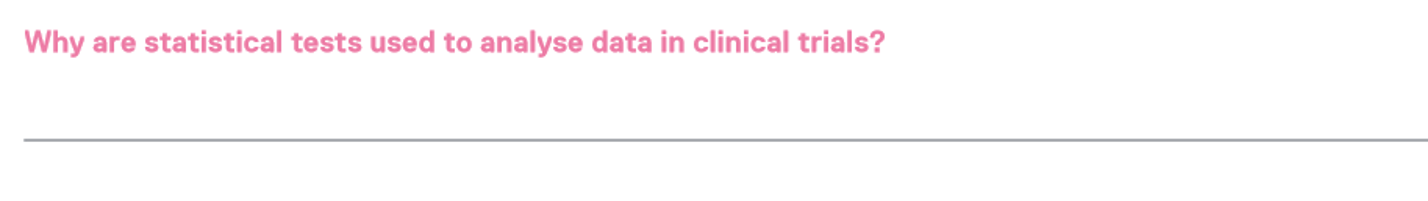 Why are statistical tests used to analyse data in clinical trials?